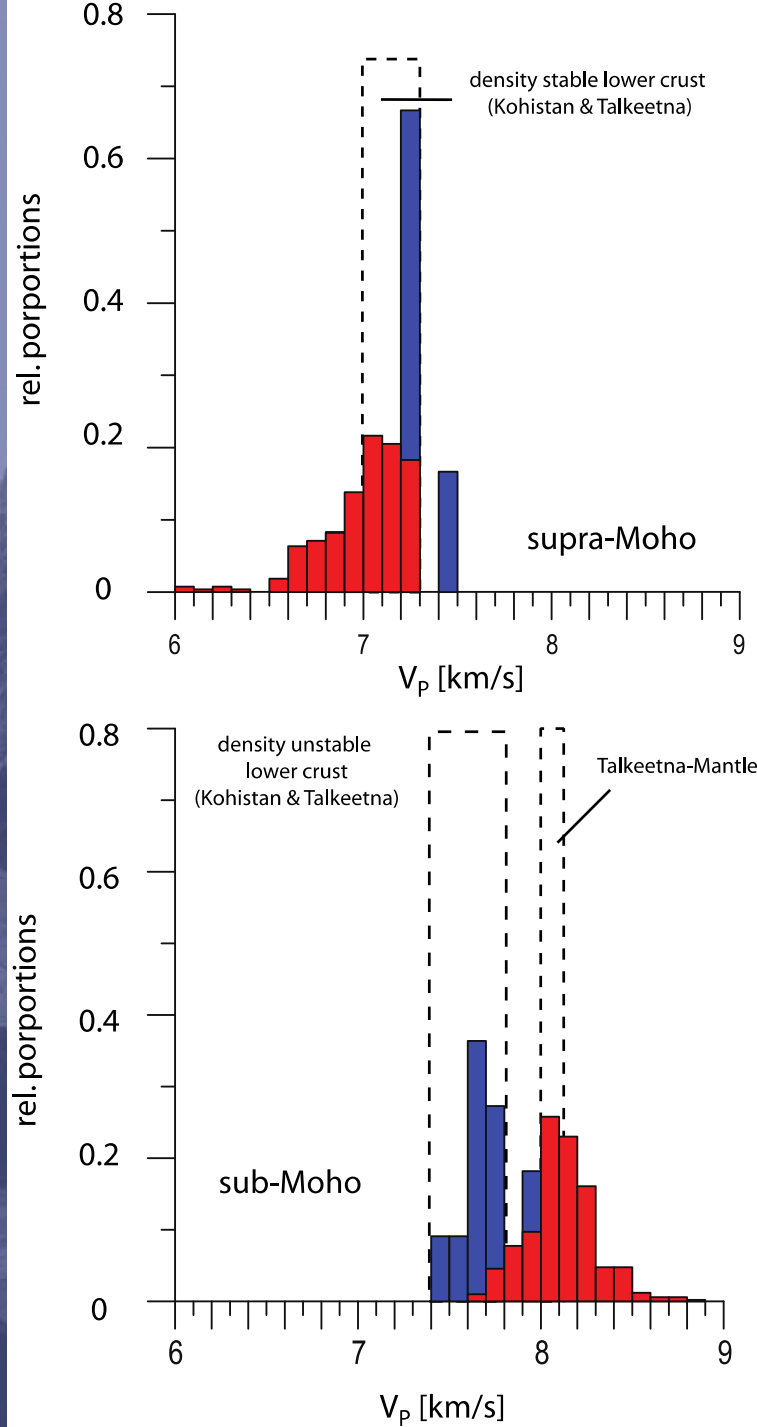 0.8
density stable lower crust
(Kohistan & Talkeetna)
0.6
rel. porportions
0.4
0.2
supra-Moho
0
6 7 8 9
VP [km/s]
0.8
density unstable
lower crust
(Kohistan & Talkeetna)
Talkeetna-Mantle
0.6
rel. porportions
0.4
0.2
sub-Moho
0
6 7 8 9
VP [km/s]